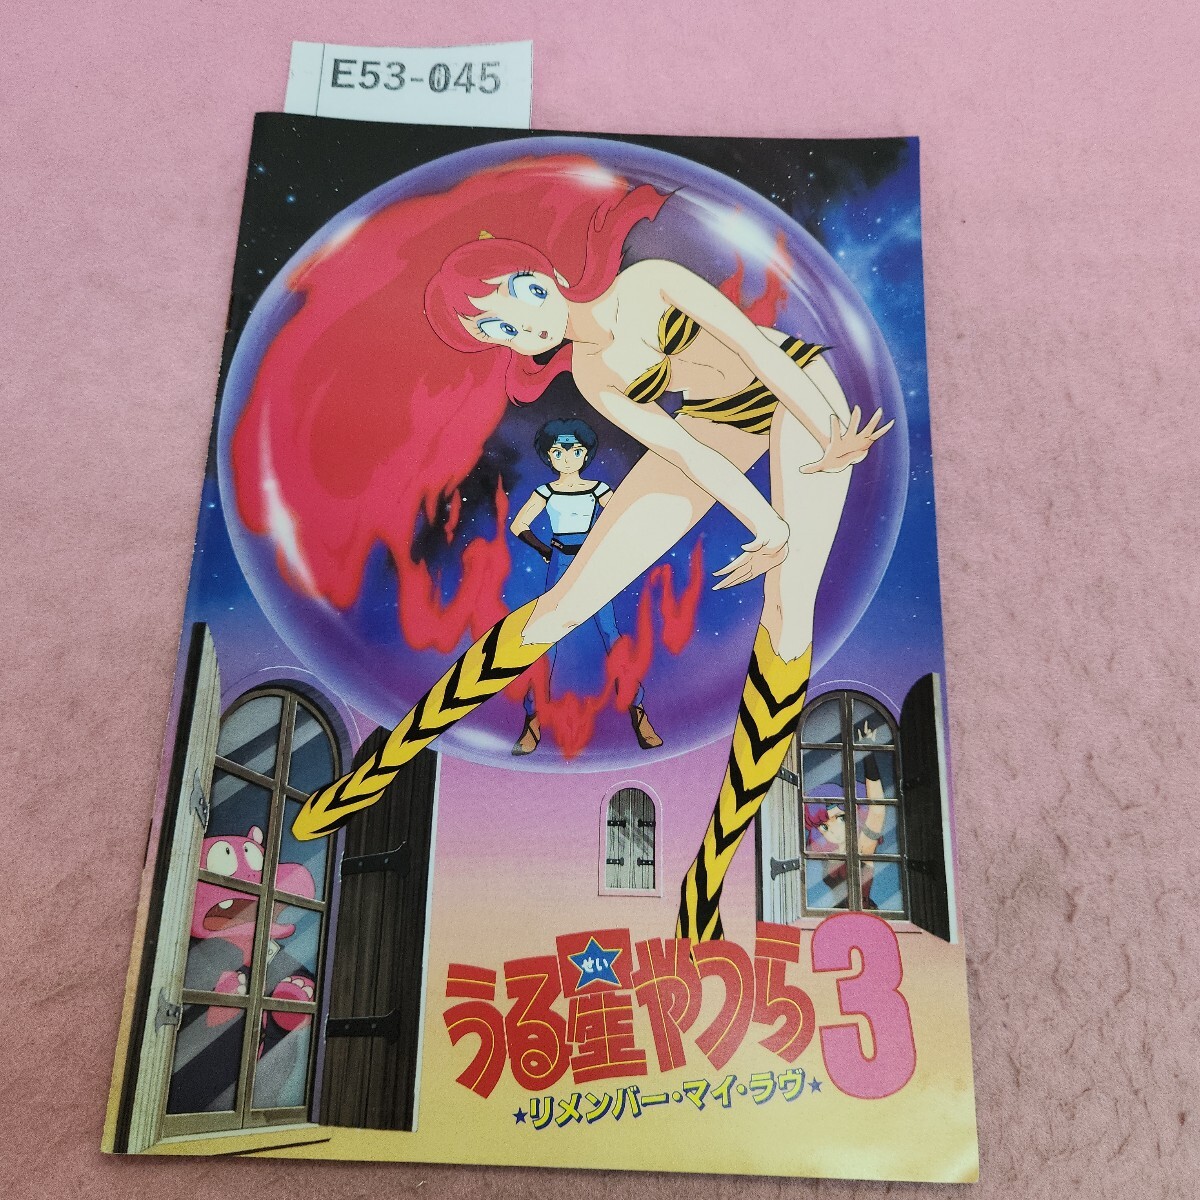 E53-045
うる星やつら3
せい
★リメンバー・マイ・ラヴ★